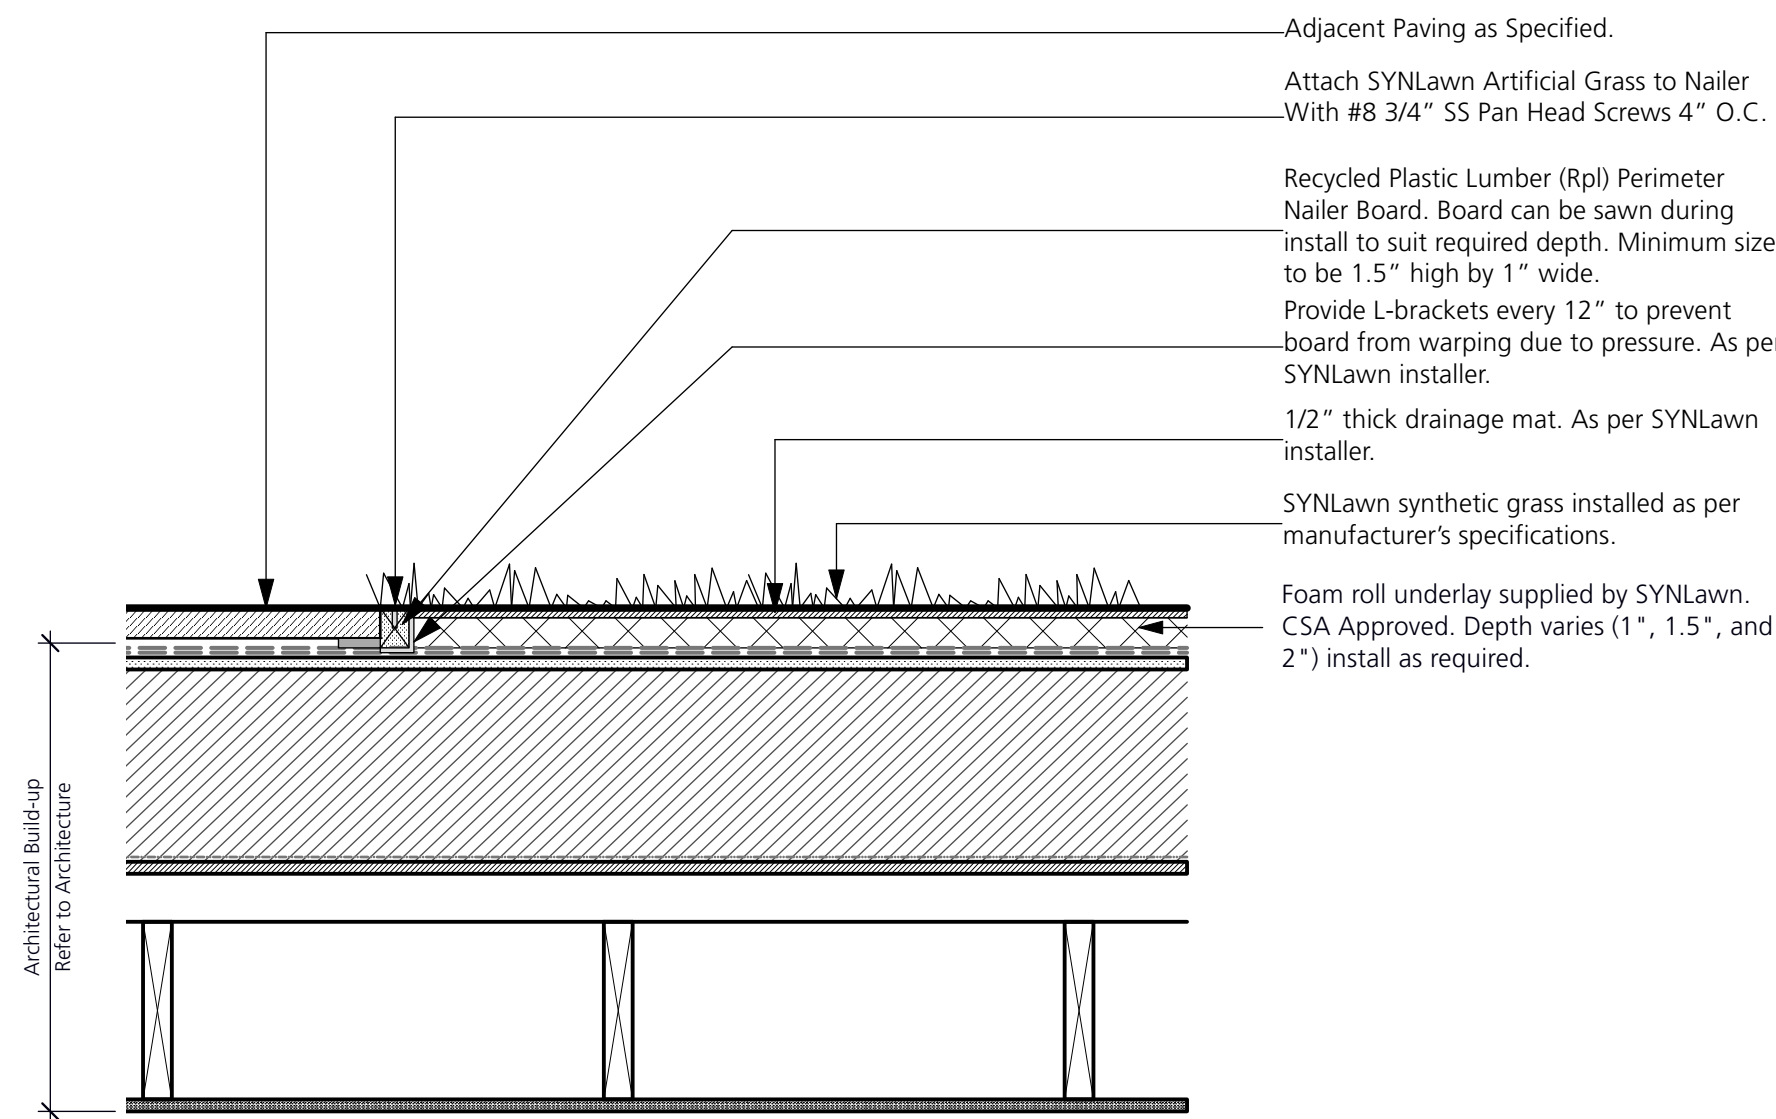 Adjacent Paving as Specified.
Attach SYNLawn Artificial Grass to Nailer
With #8 3/4” SS Pan Head Screws 4” O.C.
Recycled Plastic Lumber (Rpl) Perimeter
Nailer Board. Board can be sawn during
install to suit required depth. Minimum size
to be 1.5” high by 1” wide.
Provide L-brackets every 12” to prevent
board from warping due to pressure. As per
SYNLawn installer.
1/2” thick drainage mat. As per SYNLawn
installer.
SYNLawn synthetic grass installed as per
manufacturer’s specifications.
Foam roll underlay supplied by SYNLawn.
CSA Approved. Depth varies (1", 1.5", and
2") install as required.
Architectural Build-up
Refer to Architecture